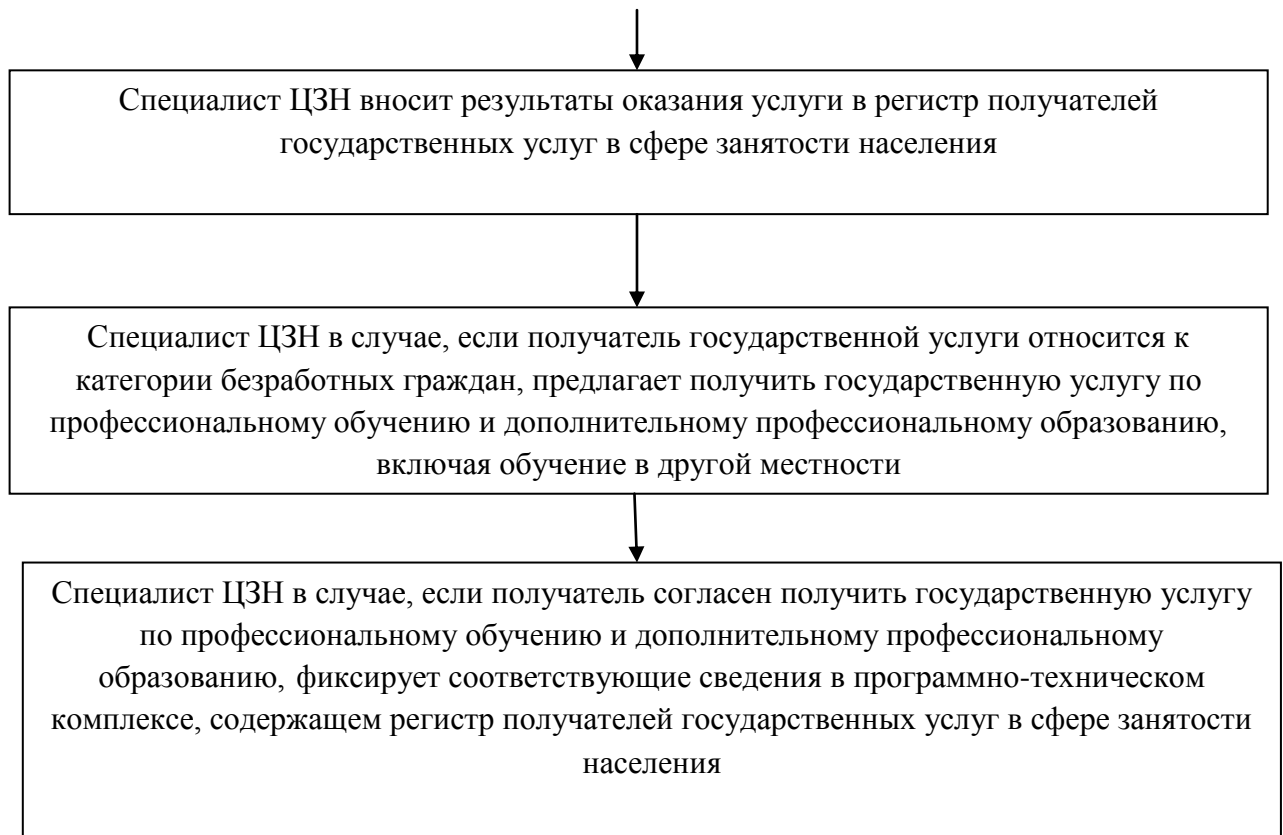 Специалист ЦЗН вносит результаты оказания услуги в регистр получателей
государственных услуг в сфере занятости населения
Специалист ЦЗН в случае, если получатель государственной услуги относится к
категории безработных граждан, предлагает получить государственную услугу по
профессиональному обучению и дополнительному профессиональному образованию,
включая обучение в другой местности
Специалист ЦЗН в случае, если получатель согласен получить государственную услугу
по профессиональному обучению и дополнительному профессиональному
образованию, фиксирует соответствующие сведения в программно-техническом
комплексе, содержащем регистр получателей государственных услуг в сфере занятости
населения